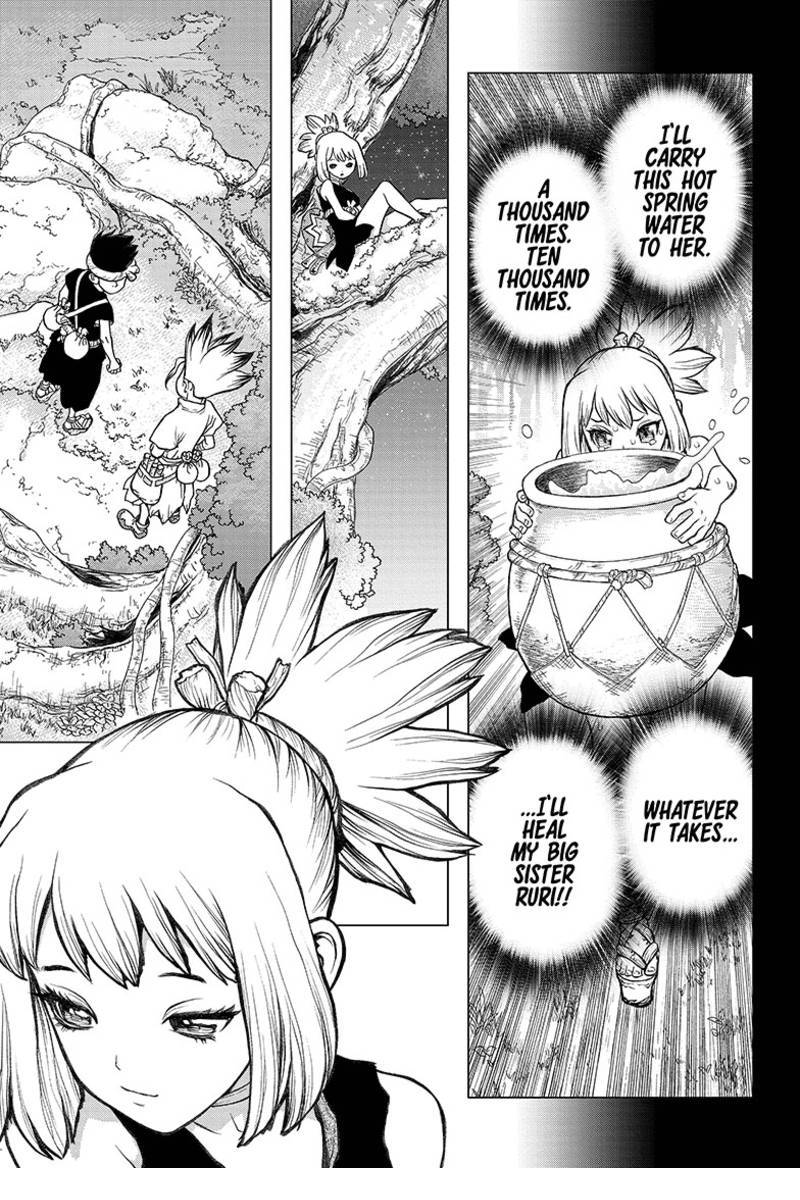 I'LL
CARRY
THIS HOT
SPRING
WATER
TO HER.
A
THOUSAND
TIMES.
TEN
THOUSAND
TIMES.
WHATEVER
IT TAKES...
...I'LL
HEAL
MY BIG
SISTER
RURI!!